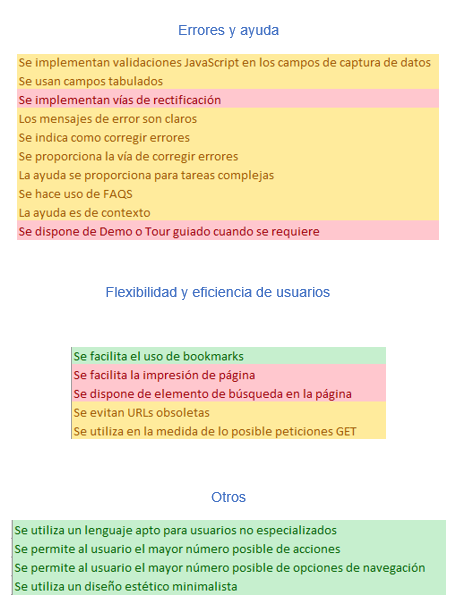 Errores y ayuda
Se implementan validaciones JavaScript en los campos de captura de datos
Se usan campos tabulados
Se implementan vías de rectificación
Los mensajes de error son claros
Se indica como corregir errores
Se proporciona la vía de corregir errores
La ayuda se proporciona para tareas complejas
Se hace uso de FAQS
La ayuda es de contexto
Se dispone de Demo o Tour guiado cuando se requiere
Flexibilidad y eficiencia de usuarios
Se facilita el uso de bookmarks
Se facilita la impresión de página
Se dispone de elemento de búsqueda en la página
Se evitan URLs obsoletas
Se utiliza en la medida de lo posible peticiones GET
Otros
Se utiliza un lenguaje apto para usuarios no especializados
Se permite al usuario el mayor número posible de acciones
Se permite al usuario el mayor número posible de opciones de navegación
Se utiliza un diseño estético minimalista